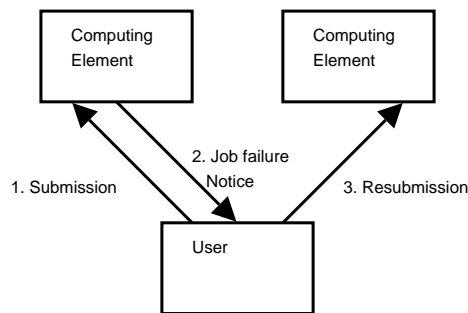 Computing
Element
Computing
Element
2. Job failure
Notice
1. Submission
3. Resubmission
User